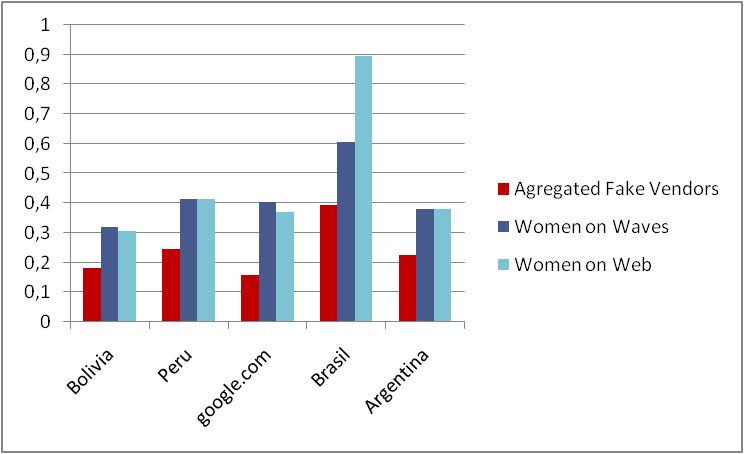 1
0,9
0,8
0,7
0,6
0,5
0,4
0,3
0,2
0,1
0
Bolivia
Peru
google.com
Brasil
Argentina
Agregated Fake Vendors
Women on Waves
Women on Web